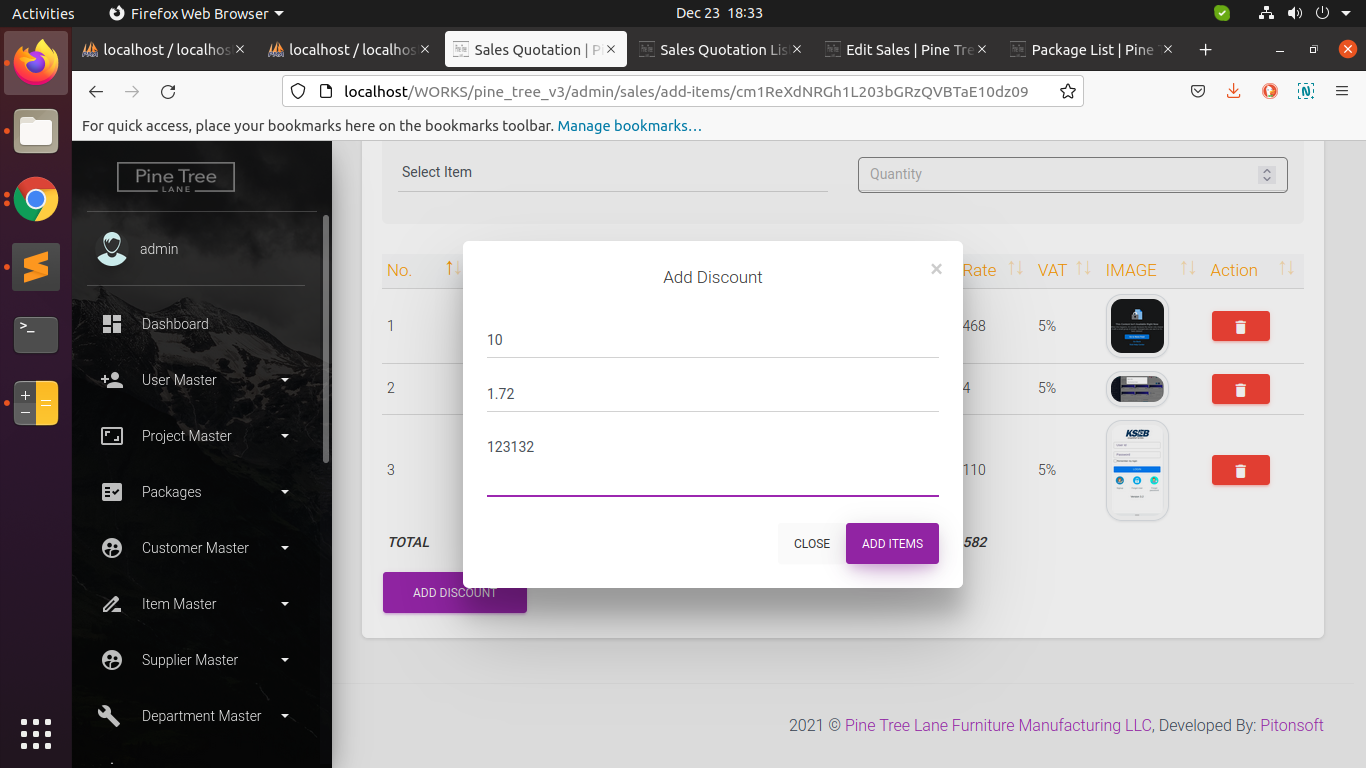 Activities
Firefox Web Browser
Dec 23 18:33
localhost / localhos
localhost / localhos
Sales Quotation | P
Sales Quotation Lis
Edit Sales | Pine Tre
Package List | Pine
localhost/WORKS/pine_tree_v3/admin/sales/add-items/cm1ReXdNRGh1L203bGRzQVBTaE10dz09
For quick access, place your bookmarks here on the bookmarks toolbar. Manage bookmarks…
Pine Tree
LANE
admin
Dashboard
User Master
Project Master
Packages
Customer Master
Item Master
Supplier Master
Department Master
Select Item
Quantity
No. Rate VAT IMAGE Action
1 468 5%
2 4 5%
3 110 5%
KSEB
TOTAL 582
ADD DISCOUNT
Add Discount
×
10
1.72
123132
CLOSE
ADD ITEMS
2021 © Pine Tree Lane Furniture Manufacturing LLC, Developed By: Pitonsoft